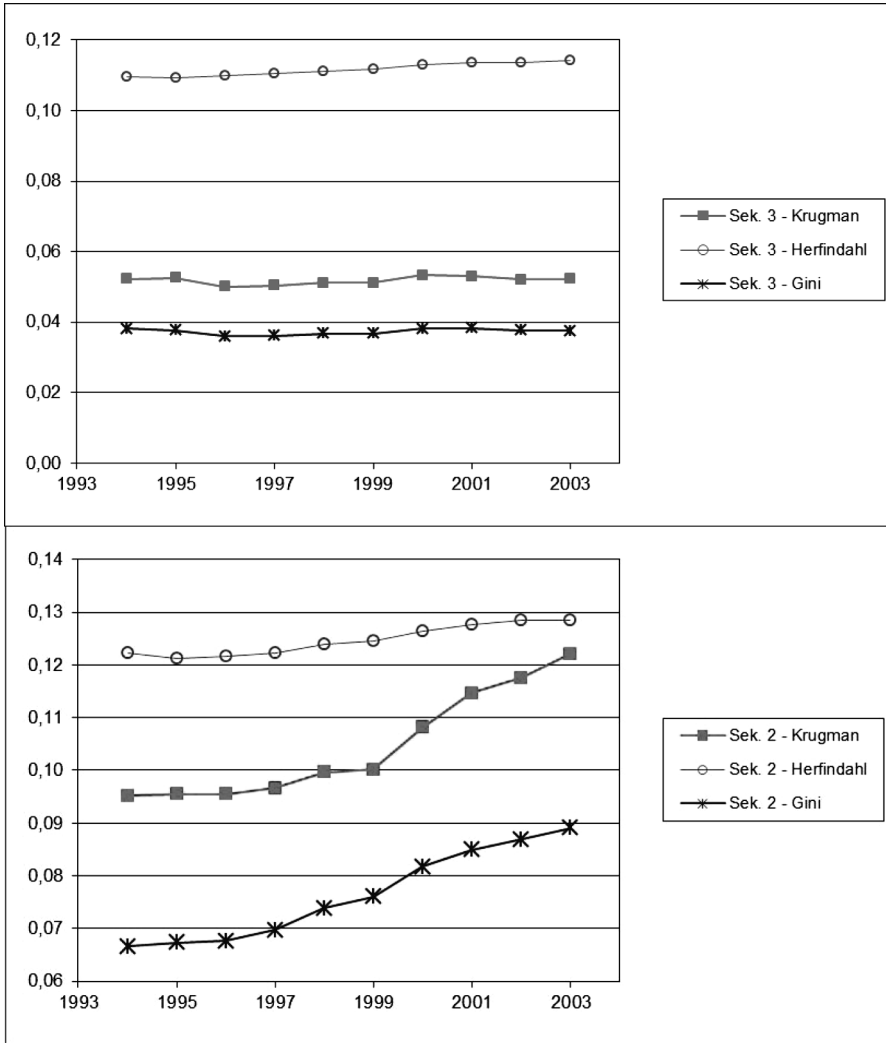 0,12
0,10
0,08
0,06
0,04
0,02
0,00
1993 1995 1997 1999 2001 2003
Sek. 3 - Krugman
Sek. 3 - Herfindahl
Sek. 3 - Gini
0,14
0,13
0,12
0,11
0,10
0,09
0,08
0,07
0,06
1993 1995 1997 1999 2001 2003
Sek. 2 - Krugman
Sek. 2 - Herfindahl
Sek. 2 - Gini